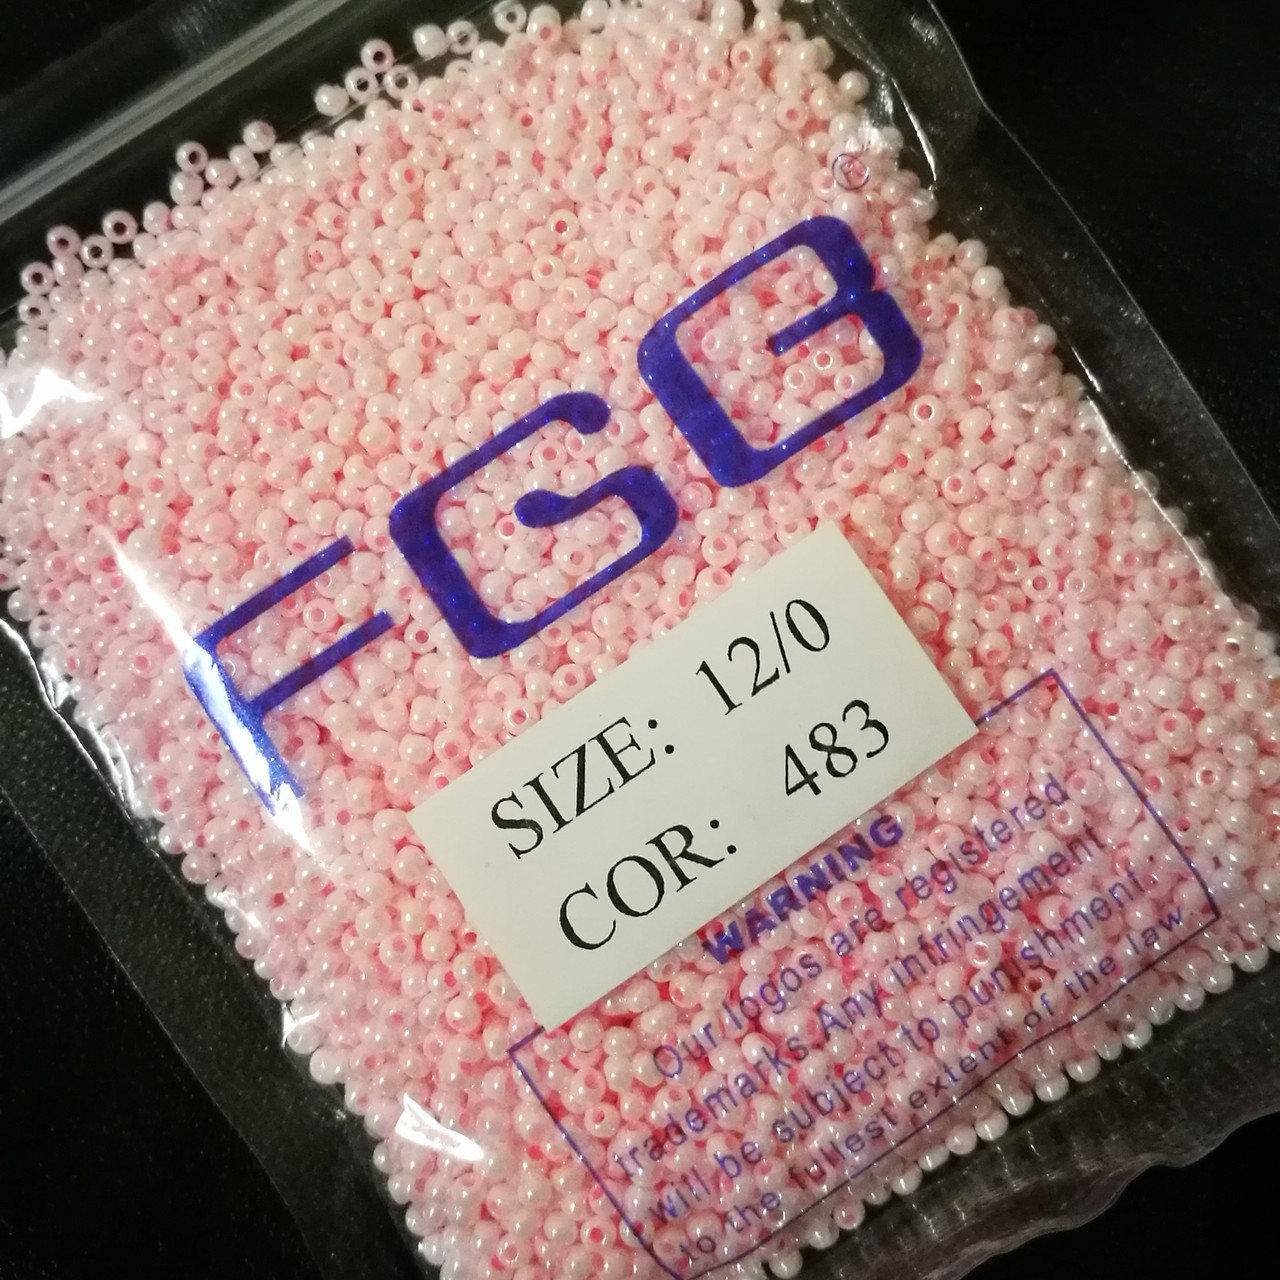 ®
FGB
SIZE: 12/0
COR: 483
WARNING
Our logos are registered
trademarks.Any infringement
will be subject to punishment
to the fullest extent of the law